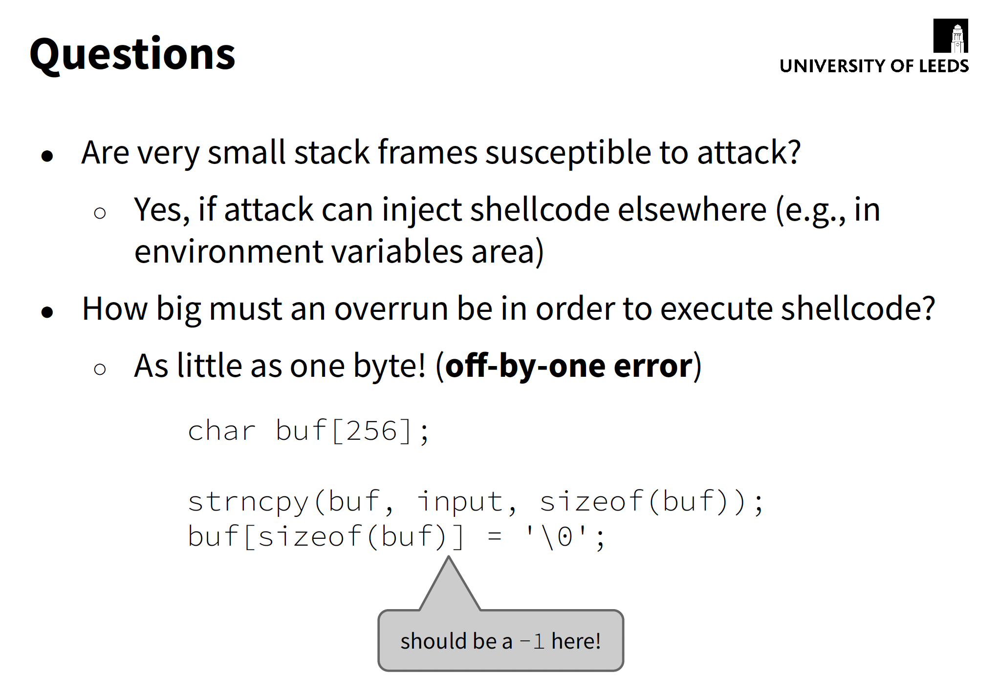 Questions
UNIVERSITY OF LEEDS
● Are very small stack frames susceptible to attack?
○ Yes, if attack can inject shellcode elsewhere (e.g., in
environment variables area)
● How big must an overrun be in order to execute shellcode?
○ As little as one byte! (off-by-one error)
char buf[256];
strncpy(buf, input, sizeof(buf));
buf[sizeof(buf)] = '\0';
should be a -1 here!